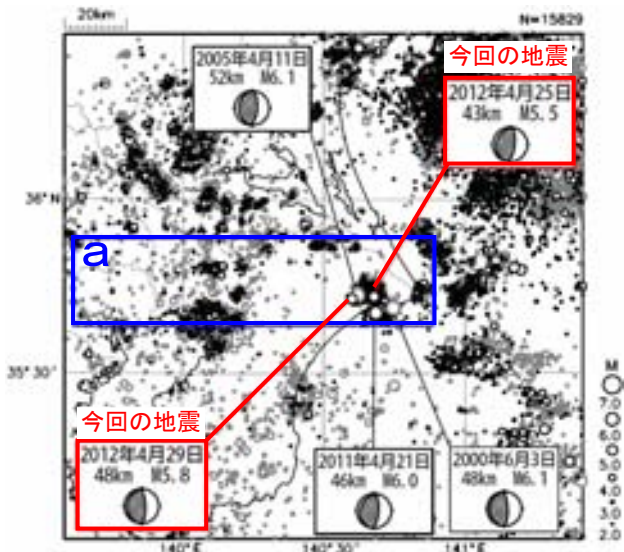 20km
N=15829
2005年4月11日
52km M6.1
今回の地震
2012年4月25日
43km M5.5
36°N
a
35°30'
M
7.0
6.0
5.0
4.0
3.0
2.0
今回の地震
2012年4月29日
48km M5.8
2011年4月21日
46km M6.0
2000年6月3日
48km M6.1
140°E
140°30'
141°E